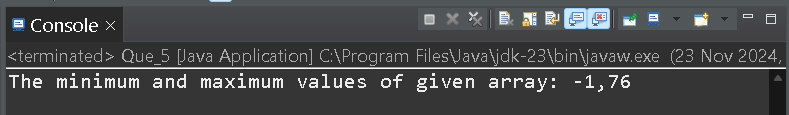 Console ×
<terminated> Que_5 [Java Application] C:\Program Files\Java\jdk-23\bin\javaw.exe (23 Nov 2024,
The minimum and maximum values of given array: -1,76